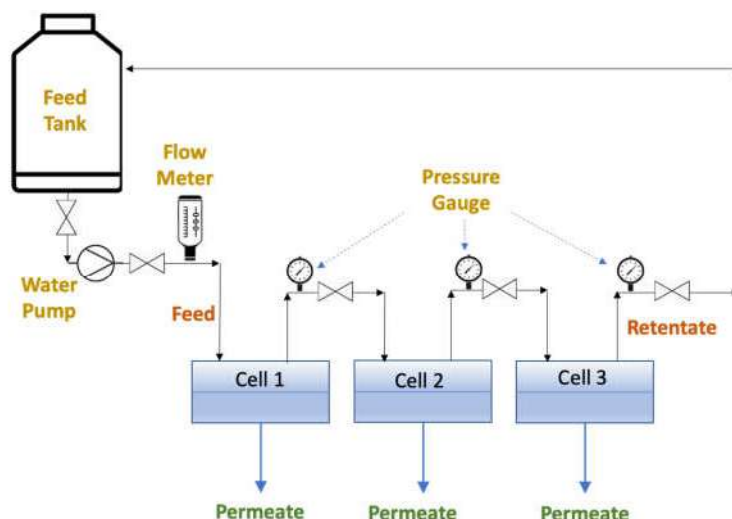 Feed
Tank
Flow
Meter
Pressure
Gauge
Water
Pump
Feed
Retentate
Cell 1
Cell 2
Cell 3
Permeate
Permeate
Permeate